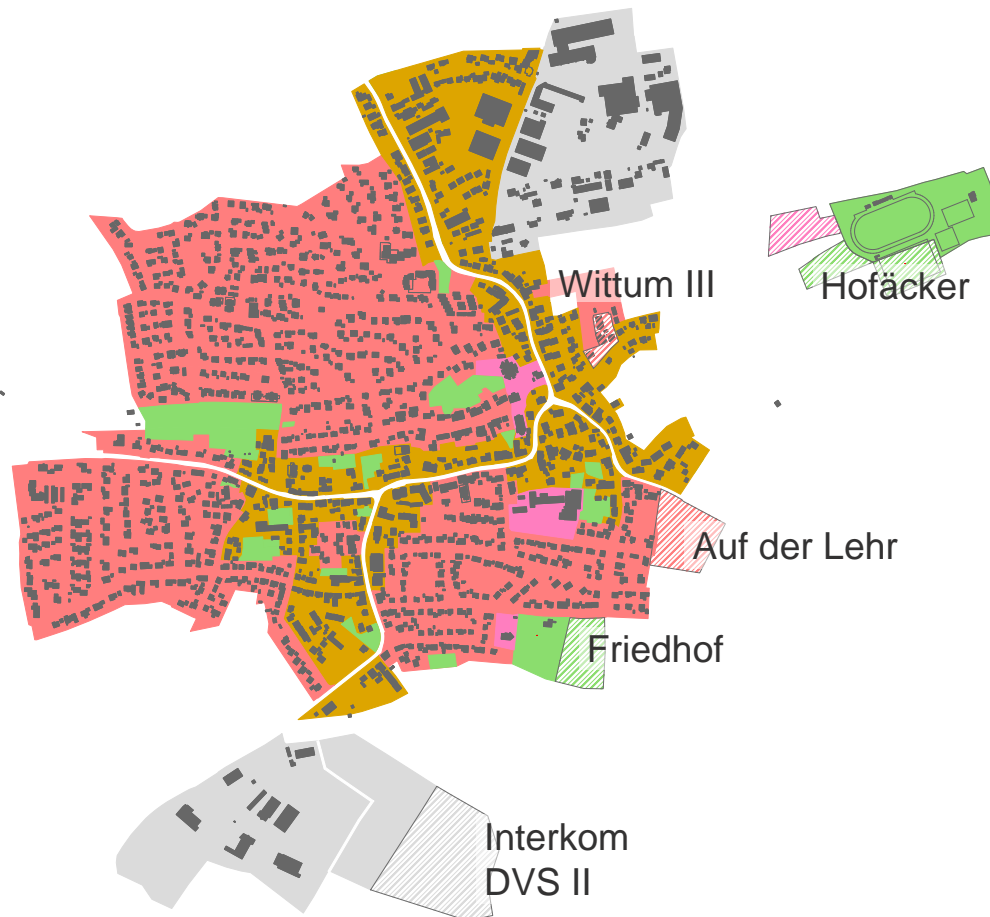 Wittum III
Hofäcker
Auf der Lehr
Friedhof
Interkom
DVS II